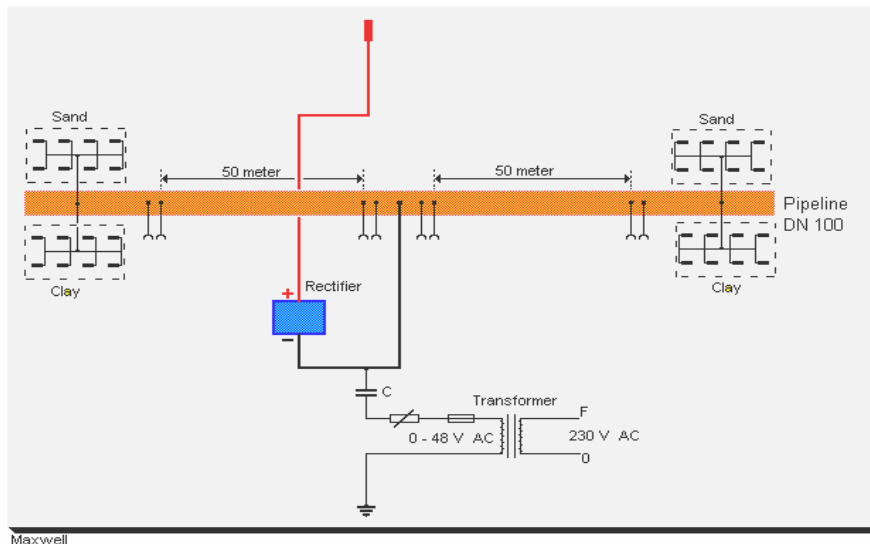 Sand
Sand
50 meter
50 meter
Pipeline
DN 100
Clay
Clay
+
Rectifier
−
C
Transformer
F
0 - 48 V AC
230 V AC
0
Maxwell